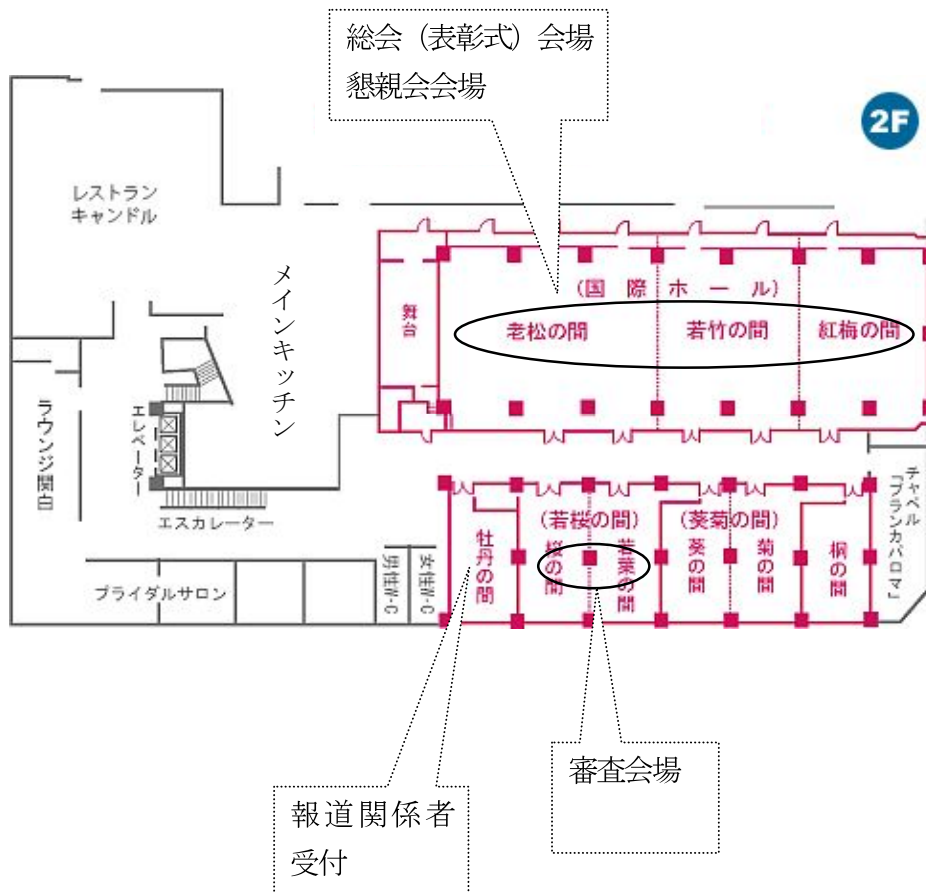 総会（表彰式）会場
懇親会会場
2F
レストラン
キャンドル
メインキッチン
（国際ホール）
舞台
老松の間
若竹の間
紅梅の間
ラウンジ関白
エレベーター
エスカレーター
チャペル
「ブランカパロマ」
（若桜の間）
（葵菊の間）
牡丹の間
桜の間
若葉の間
葵の間
菊の間
桐の間
ブライダルサロン
男性W・C
女性W・C
審査会場
報道関係者
受付